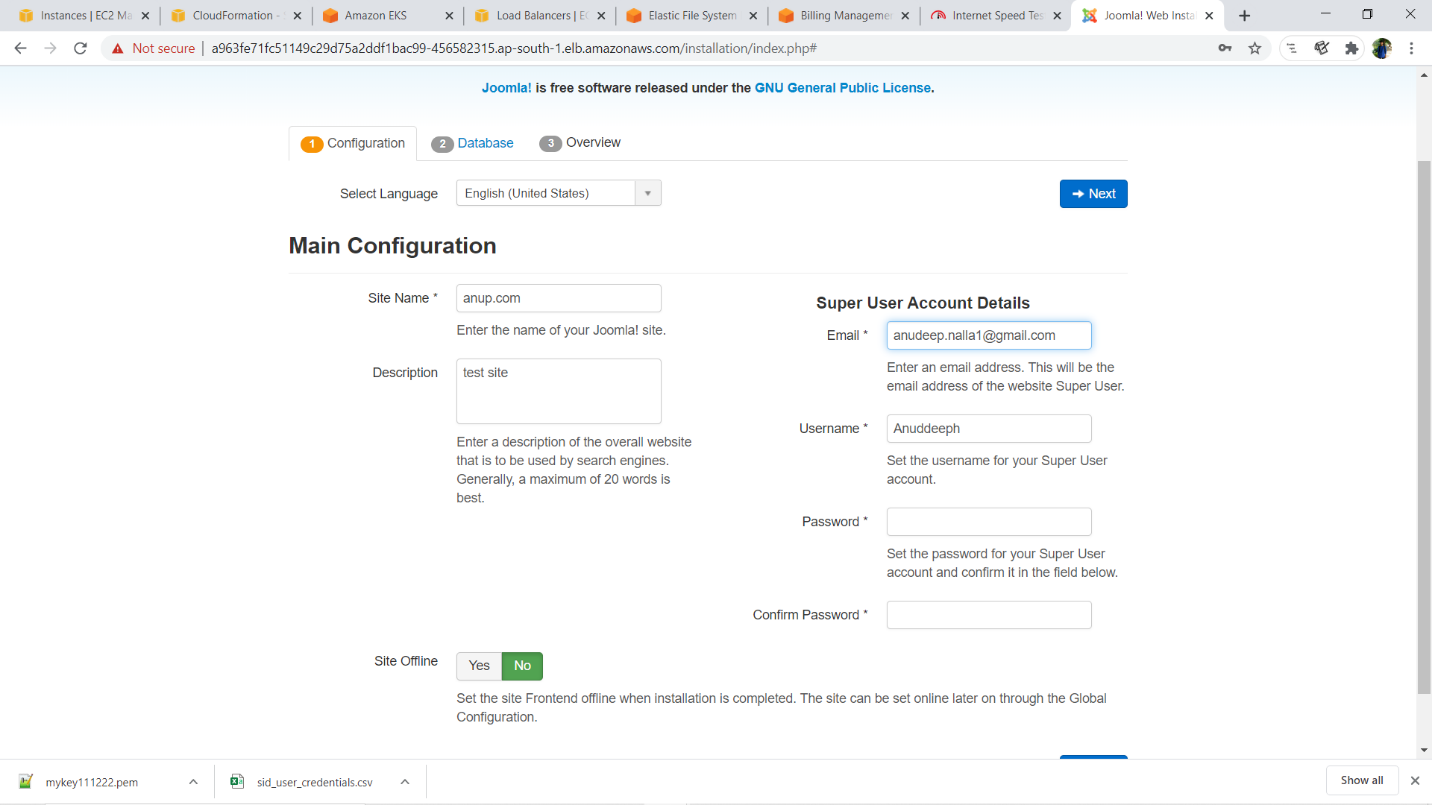 Instances | EC2 Ma
CloudFormation -
Amazon EKS
Load Balancers | EC
Elastic File System
Billing Manageme
Internet Speed Tes
Joomla! Web Insta
Not secure
a963fe71fc51149c29d75a2ddf1bac99-456582315.ap-south-1.elb.amazonaws.com/installation/index.php#
Joomla! is free software released under the GNU General Public License.
1 Configuration
2 Database
3 Overview
Select Language
English (United States)
Next
Main Configuration
Site Name *
anup.com
Enter the name of your Joomla! site.
Description
test site
Enter a description of the overall website
that is to be used by search engines.
Generally, a maximum of 20 words is
best.
Super User Account Details
Email *
anudeep.nalla1@gmail.com
Enter an email address. This will be the
email address of the website Super User.
Username *
Anuddeeph
Set the username for your Super User
account.
Password *
Set the password for your Super User
account and confirm it in the field below.
Confirm Password *
Site Offline
Yes
No
Set the site Frontend offline when installation is completed. The site can be set online later on through the Global
Configuration.
mykey111222.pem
sid_user_credentials.csv
Show all